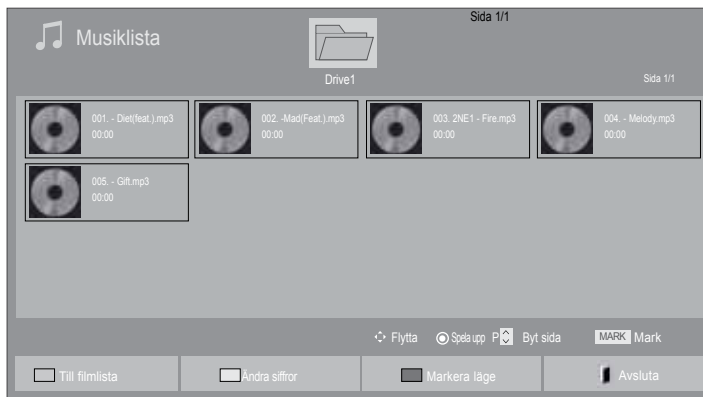 Sida 1/1
Musiklista
Drive1
Sida 1/1
001. - Diet(feat.).mp3
00:00
002. -Mad(Feat.).mp3
00:00
003. 2NE1 - Fire.mp3
00:00
004. - Melody.mp3
00:00
005. - Gift.mp3
00:00
Flytta Spela upp P Byt sida MARK Mark
Till filmlista Ändra siffror Markera läge Avsluta